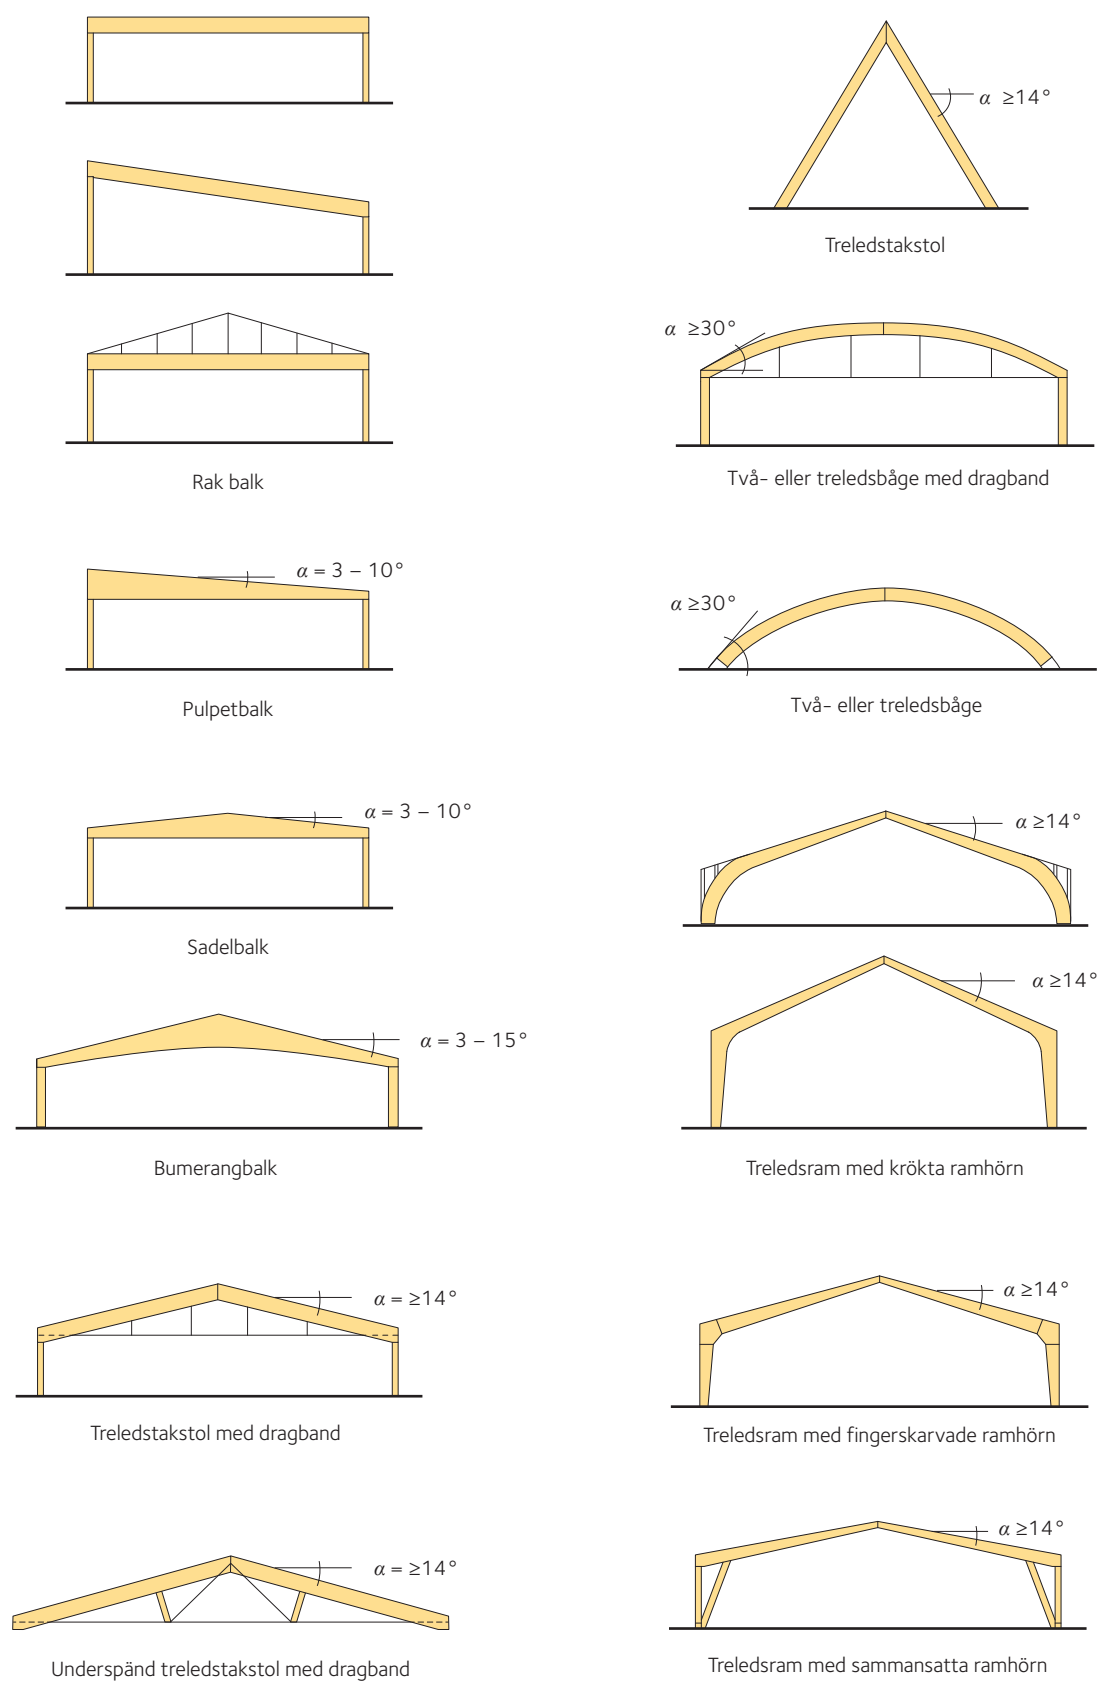 Rak balk
α = 3 – 10°
Pulpetbalk
α = 3 – 10°
Sadelbalk
α = 3 – 15°
Bumerangbalk
α = ≥14°
Treledstakstol med dragband
α = ≥14°
Underspänd treledstakstol med dragband
α ≥14°
Treledstakstol
α ≥30°
Två- eller treledsbåge med dragband
α ≥30°
Två- eller treledsbåge
α ≥14°
α ≥14°
Treledsram med krökta ramhörn
α ≥14°
Treledsram med fingerskarvade ramhörn
α ≥14°
Treledsram med sammansatta ramhörn